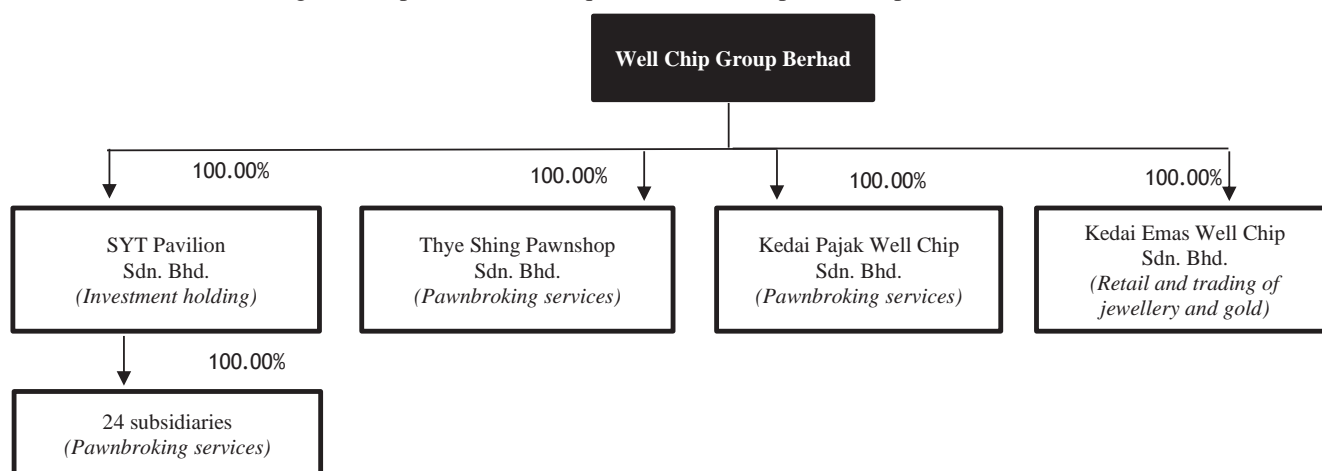 Well Chip Group Berhad
100.00%
100.00%
100.00%
100.00%
SYT Pavilion
Sdn. Bhd.
(Investment holding)
Thye Shing Pawnshop
Sdn. Bhd.
(Pawnbroking services)
Kedai Pajak Well Chip
Sdn. Bhd.
(Pawnbroking services)
Kedai Emas Well Chip
Sdn. Bhd.
(Retail and trading of
jewellery and gold)
100.00%
24 subsidiaries
(Pawnbroking services)